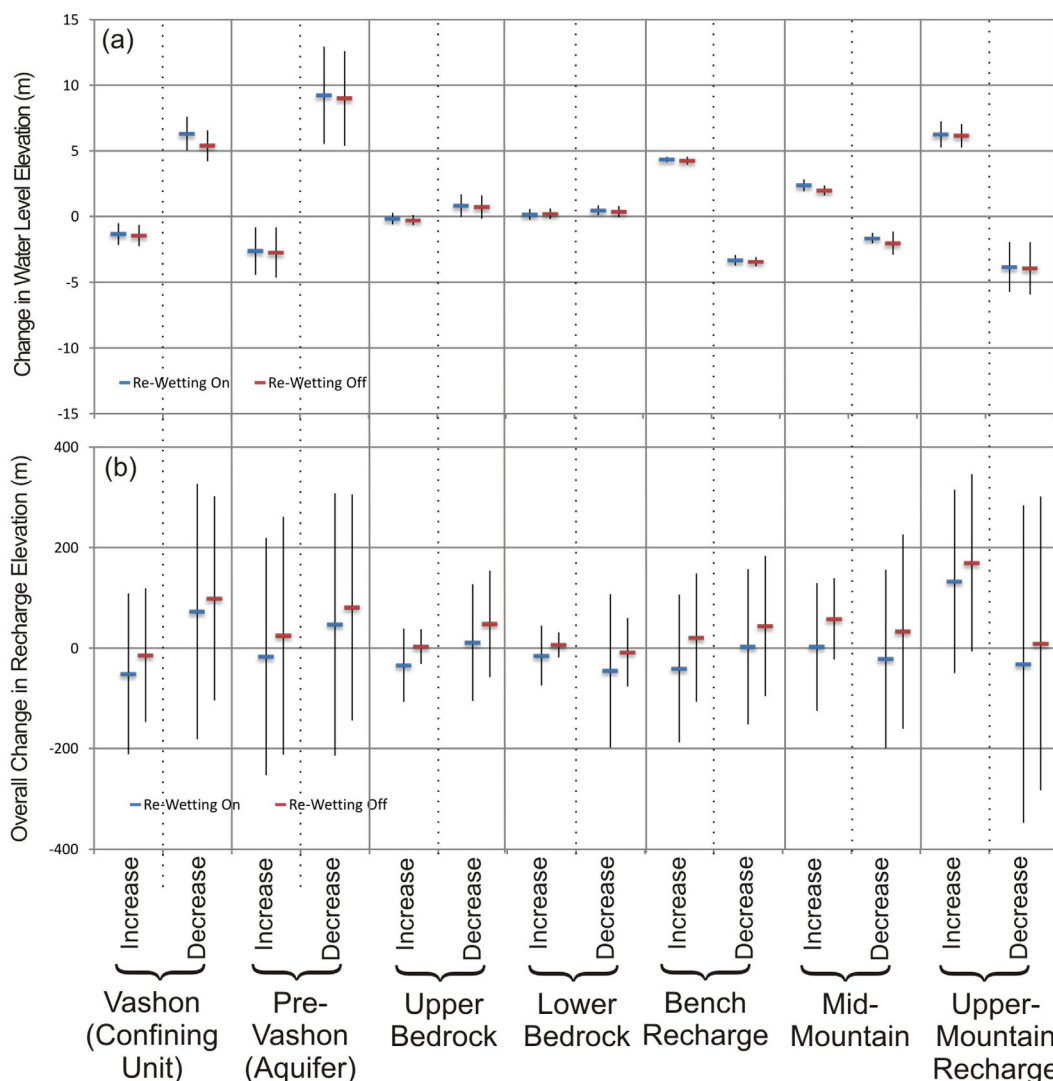 (a)
Change in Water Level Elevation (m)
15
10
5
0
-5
-10
-15
Re-Wetting On
Re-Wetting Off
(b)
Overall Change in Recharge Elevation (m)
400
200
0
-200
-400
Re-Wetting On
Re-Wetting Off
Increase
Decrease
Increase
Decrease
Increase
Decrease
Increase
Decrease
Increase
Decrease
Increase
Decrease
Increase
Decrease
Vashon
(Confining
Unit)
Pre-
Vashon
(Aquifer)
Upper
Bedrock
Lower
Bedrock
Bench
Recharge
Mid-
Mountain
Upper-
Mountain
Recharge